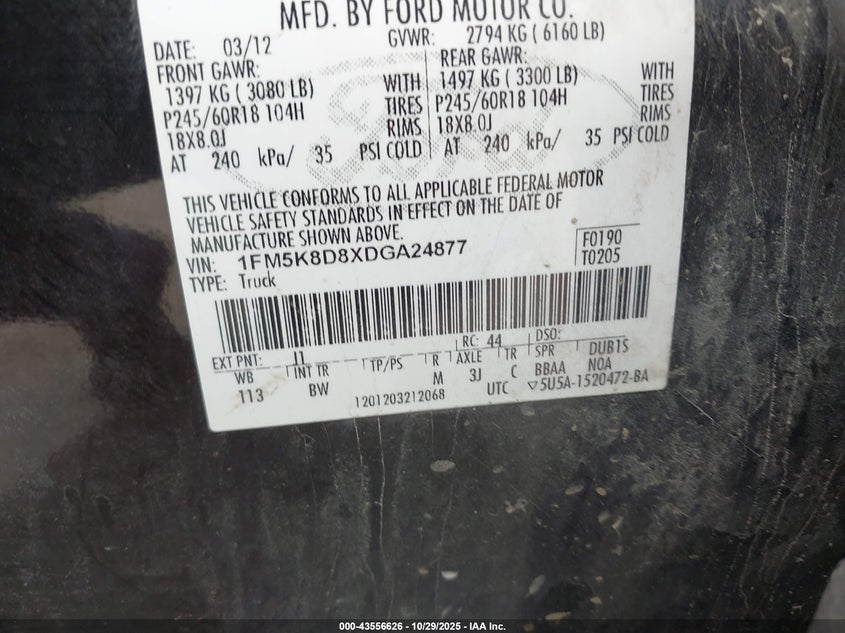 MFD. BY FORD MOTOR CO.
DATE: 03/12 GVWR: 2794 KG ( 6160 LB)
FRONT GAWR: REAR GAWR:
1397 KG ( 3080 LB) WITH 1497 KG ( 3300 LB) WITH
P245/60R18 104H TIRES P245/60R18 104H TIRES
18X8.0J RIMS 18X8.0J RIMS
AT 240 kPa/ 35 PSI COLD AT 240 kPa/ 35 PSI COLD
THIS VEHICLE CONFORMS TO ALL APPLICABLE FEDERAL MOTOR
VEHICLE SAFETY STANDARDS IN EFFECT ON THE DATE OF
MANUFACTURE SHOWN ABOVE.
VIN: 1FM5K8D8XDGA24877 F0190
TYPE: Truck T0205
EXT PNT: J1 RC: 44 DSO:
WB INT TR TP/PS R AXLE TR SPR DUB1S
113 BW M 3J C BBAA NOA
1201203212068 UTC ▽5U5A-1520472-BA
000-43556626 - 10/29/2025 - IAA Inc.